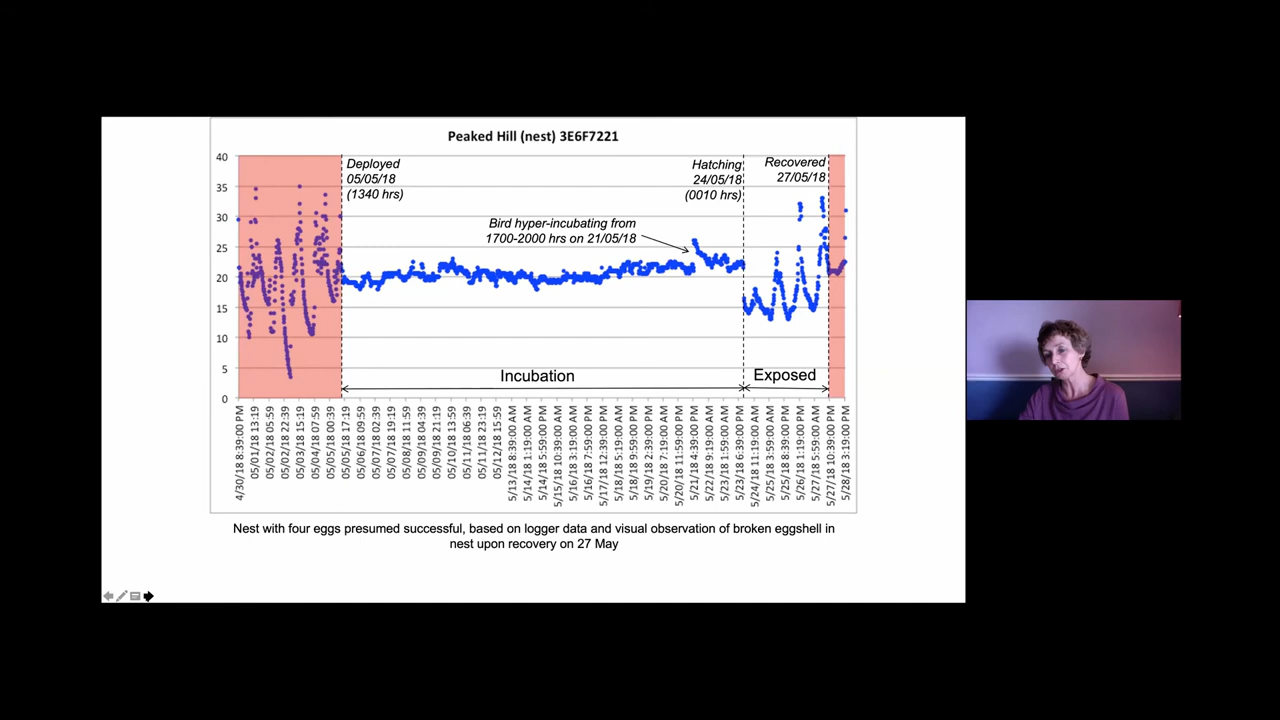 Peaked Hill (nest) 3E6F7221
40
35
30
25
20
15
10
5
0
Deployed
05/05/18
(1340 hrs)
Bird hyper-incubating from
1700-2000 hrs on 21/05/18
Hatching
24/05/18
(0010 hrs)
Recovered
27/05/18
Incubation
Exposed
4/30/18 8:39:00 PM
05/01/18 13:19
05/02/18 05:59
05/02/18 22:39
05/03/18 15:19
05/04/18 07:59
05/05/18 00:39
05/05/18 17:19
05/06/18 09:59
05/07/18 02:39
05/07/18 19:19
05/08/18 11:59
05/09/18 04:39
05/09/18 21:19
05/10/18 13:59
05/11/18 06:39
05/11/18 23:19
05/12/18 15:59
5/13/18 8:39:00 AM
5/14/18 1:19:00 AM
5/14/18 5:59:00 PM
5/15/18 10:39:00 AM
5/16/18 3:19:00 AM
5/16/18 7:59:00 PM
5/17/18 12:39:00 PM
5/18/18 5:19:00 AM
5/18/18 9:59:00 PM
5/19/18 2:39:00 PM
5/20/18 7:19:00 AM
5/20/18 11:59:00 PM
5/21/18 4:39:00 PM
5/22/18 9:19:00 AM
5/23/18 1:59:00 AM
5/23/18 6:39:00 PM
5/24/18 11:19:00 AM
5/25/18 3:59:00 AM
5/25/18 8:39:00 PM
5/26/18 1:19:00 PM
5/27/18 5:59:00 AM
5/27/18 10:39:00 PM
5/28/18 3:19:00 PM
Nest with four eggs presumed successful, based on logger data and visual observation of broken eggshell in
nest upon recovery on 27 May